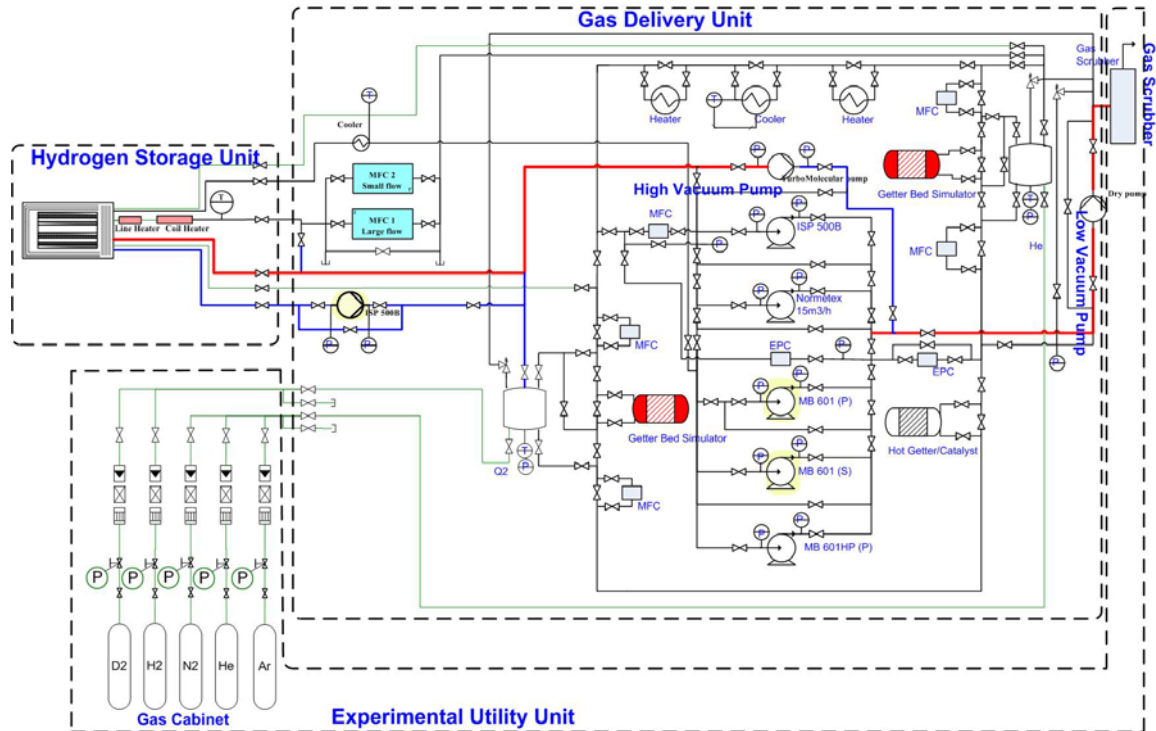 Gas Delivery Unit
Gas Scrubber
Gas
Scrubber
T
Cooler
Heater
T
Cooler
Heater
MFC
Hydrogen Storage Unit
MFC 2
Small flow
P
P
TurboMolecular pump
Getter Bed Simulator
Dry pump
High Vacuum Pump
T
MFC 1
Large flow
MFC
P
P
ISP 500B
T
P
He
Line Heater
Coil Heater
P
MFC
Low Vacuum Pump
P
P
Normetex
15m3/h
ISP 500B
P
P
MFC
EPC
P
EPC
P
P
P
MB 601 (P)
Getter Bed Simulator
Hot Getter/Catalyst
T
P
Q2
P
P
MB 601 (S)
MFC
P
P
MB 601HP (P)
P
P
P
P
P
D2
H2
N2
He
Ar
Gas Cabinet
Experimental Utility Unit